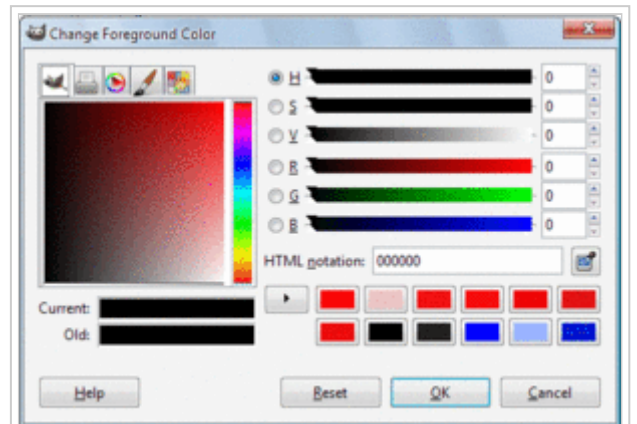 Change Foreground Color
H 0
S 0
V 0
R 0
G 0
B 0
HTML notation: 000000
Current:
Old:
Help Reset OK Cancel